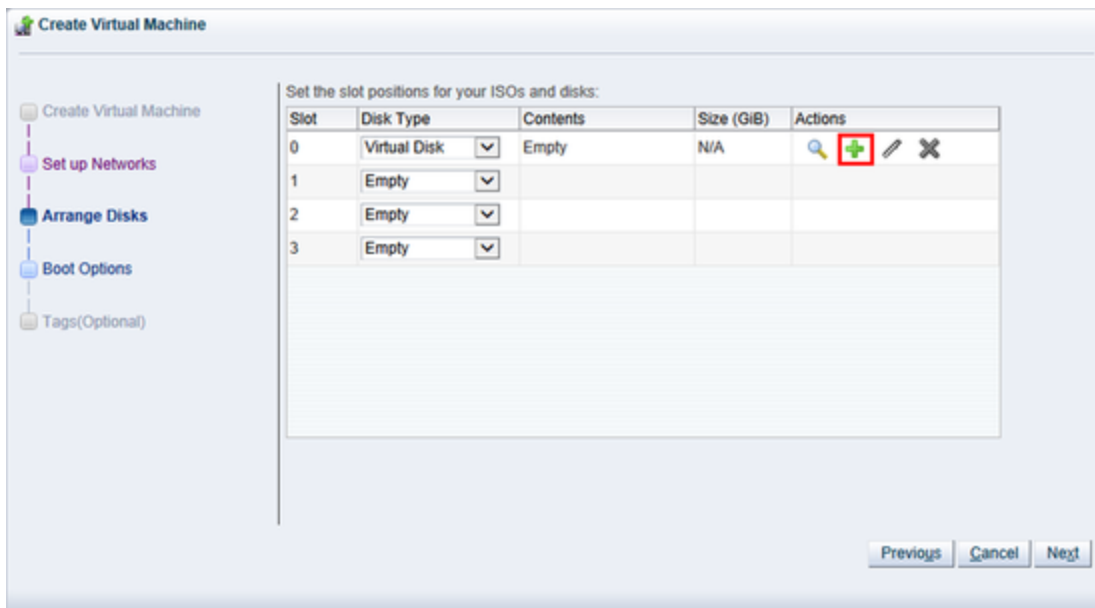 Create Virtual Machine
Create Virtual Machine
Set up Networks
Arrange Disks
Boot Options
Tags(Optional)
Set the slot positions for your ISOs and disks:
Slot Disk Type Contents Size (GiB) Actions
0 Virtual Disk Empty N/A
1 Empty
2 Empty
3 Empty
Previous Cancel Next